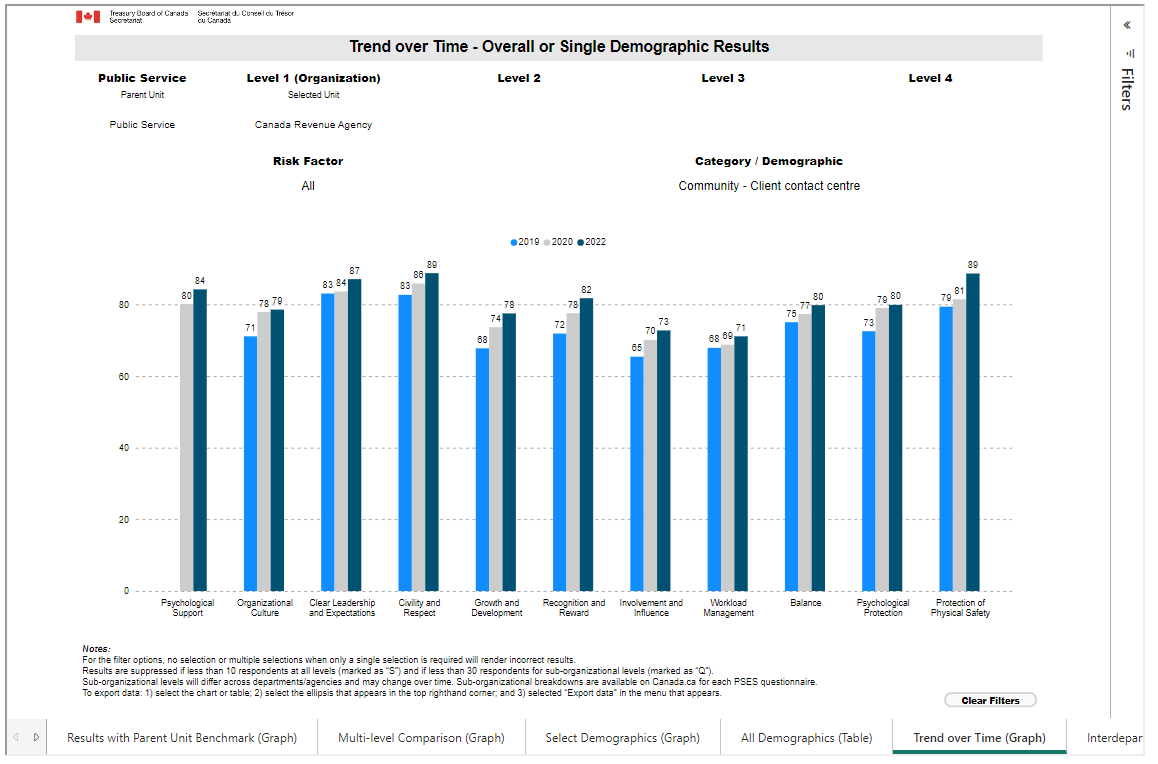 Treasury Board of Canada Secrétariat du Conseil du Trésor
Secretariat du Canada
Trend over Time - Overall or Single Demographic Results
Public Service Level 1 (Organization) Level 2 Level 3 Level 4
Parent Unit Selected Unit
Public Service Canada Revenue Agency
Risk Factor Category / Demographic
All Community - Client contact centre
2019 2020 2022
80 84
71 78 79
83 84 87
83 86 89
68 74 78
72 78 82
65 70 73
68 69 71
75 77 80
73 79 80
79 81 89
80
60
40
20
0
Psychological Support
Organizational Culture
Clear Leadership and Expectations
Civility and Respect
Growth and Development
Recognition and Reward
Involvement and Influence
Workload Management
Balance
Psychological Protection
Protection of Physical Safety
Notes:
For the filter options, no selection or multiple selections when only a single selection is required will render incorrect results.
Results are suppressed if less than 10 respondents at all levels (marked as "S") and if less than 30 respondents for sub-organizational levels (marked as "Q").
Sub-organizational levels will differ across departments/agencies and may change over time. Sub-organizational breakdowns are available on Canada.ca for each PSES questionnaire.
To export data: 1) select the chart or table; 2) select the ellipsis that appears in the top righthand corner; and 3) selected "Export data" in the menu that appears.
Clear Filters
Filters
Results with Parent Unit Benchmark (Graph) Multi-level Comparison (Graph) Select Demographics (Graph) All Demographics (Table) Trend over Time (Graph) Interdepar